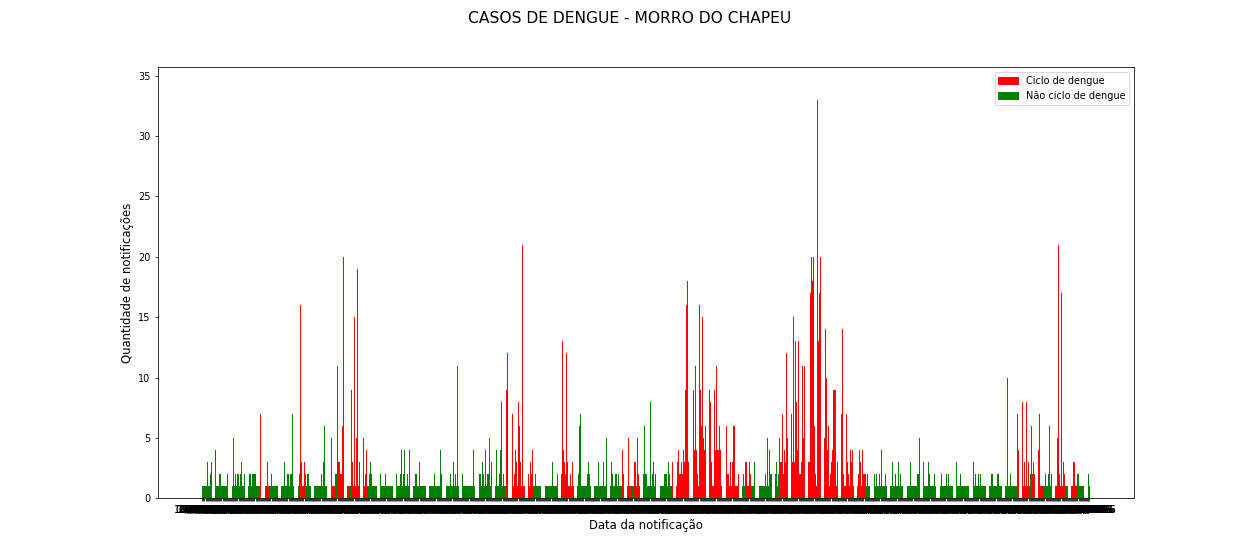 CASOS DE DENGUE - MORRO DO CHAPEU
Ciclo de dengue
Não ciclo de dengue
Quantidade de notificações
35
30
25
20
15
10
5
0
Data da notificação